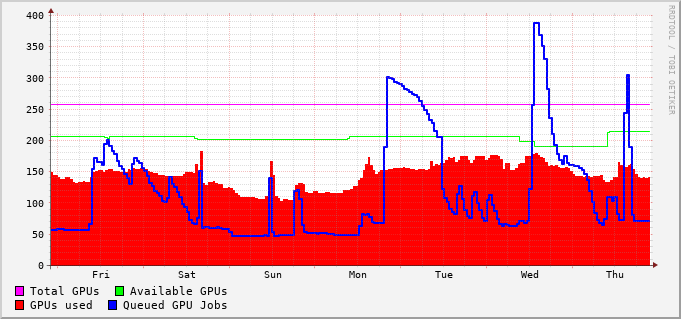 400
350
300
250
200
150
100
50
0
Fri Sat Sun Mon Tue Wed Thu
Total GPUs Available GPUs
GPUs used Queued GPU Jobs
RRDTOOL / TOBI OETIKER